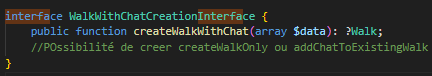 interface WalkWithChatCreationInterface {
    public function createWalkWithChat(array $data): ?Walk;
    //POssibilité de creer createWalkOnly ou addChatToExistingWalk
}